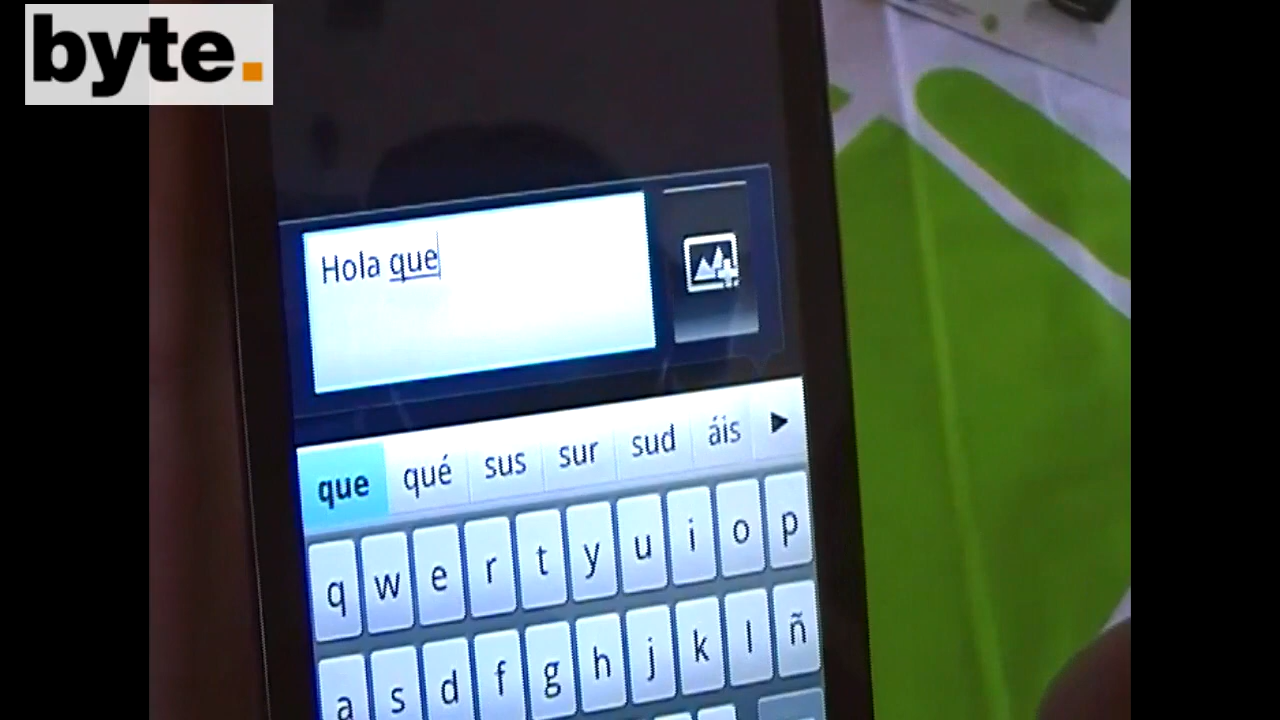 byte.
Hola que
que qué sus sur sud áis
q w e r t y u i o p
a s d f g h j k l ñ